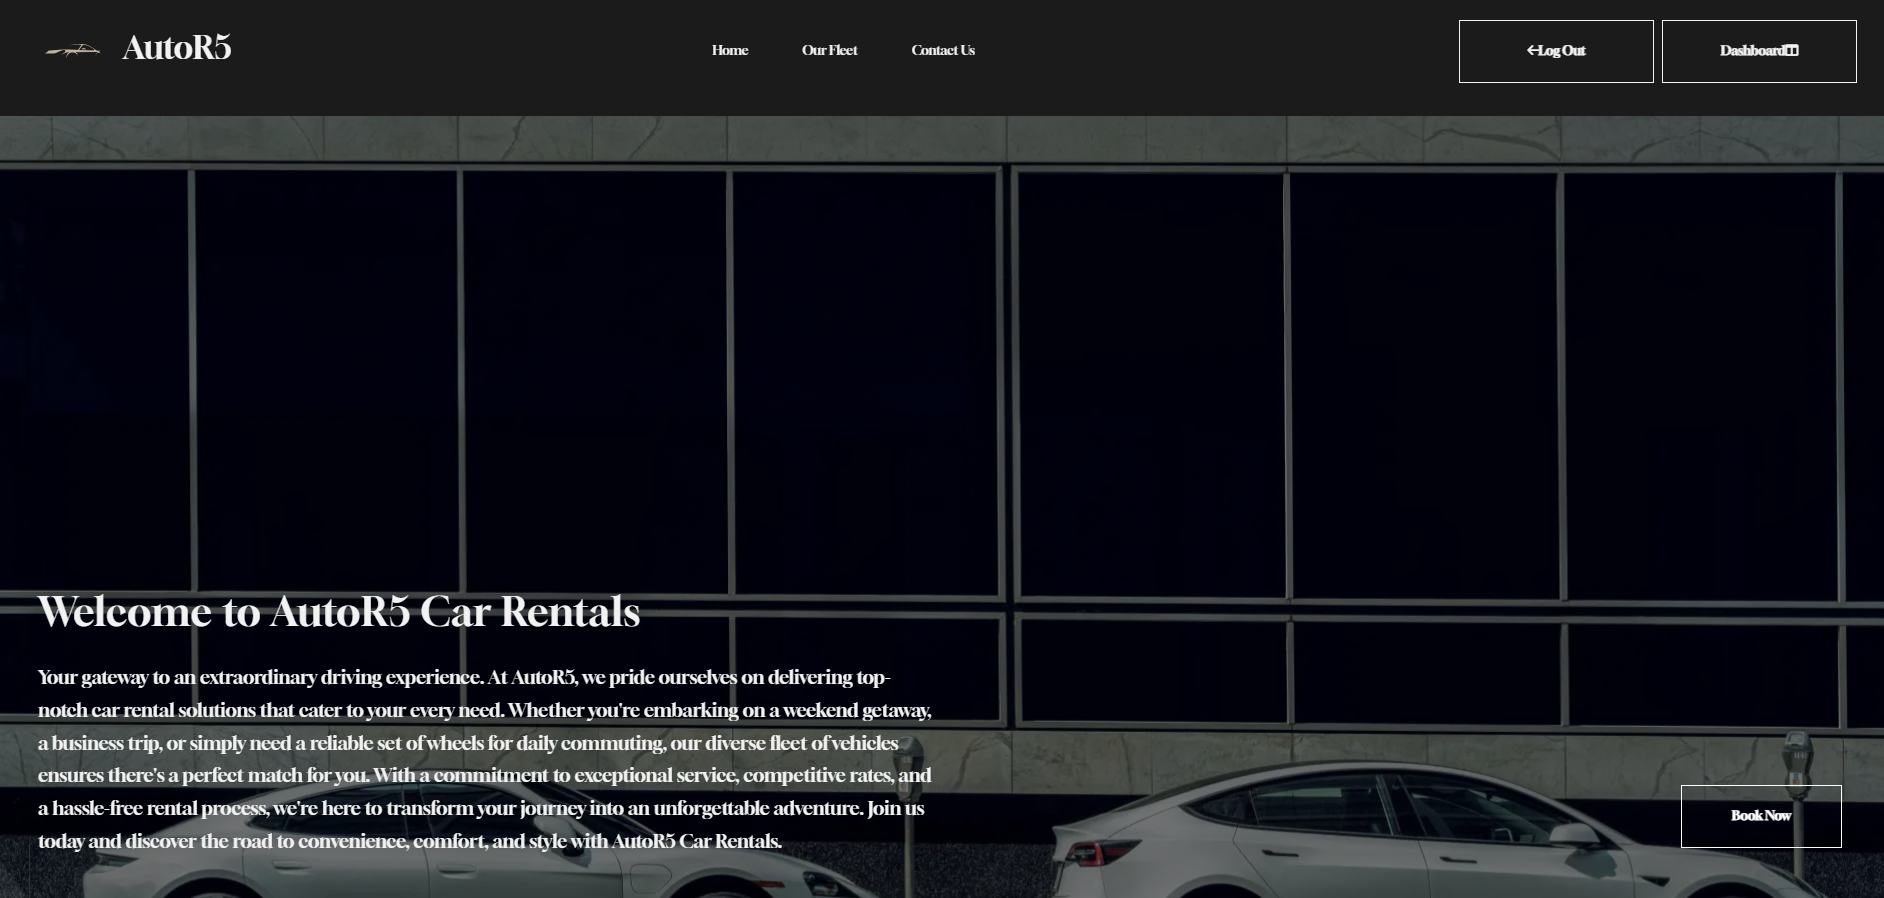 AutoR5
Home
Our Fleet
Contact Us
Log Out
Dashboard
Welcome to AutoR5 Car Rentals
Your gateway to an extraordinary driving experience. At AutoR5, we pride ourselves on delivering top-
notch car rental solutions that cater to your every need. Whether you're embarking on a weekend getaway,
a business trip, or simply need a reliable set of wheels for daily commuting, our diverse fleet of vehicles
ensures there's a perfect match for you. With a commitment to exceptional service, competitive rates, and
a hassle-free rental process, we're here to transform your journey into an unforgettable adventure. Join us
today and discover the road to convenience, comfort, and style with AutoR5 Car Rentals.
Book Now